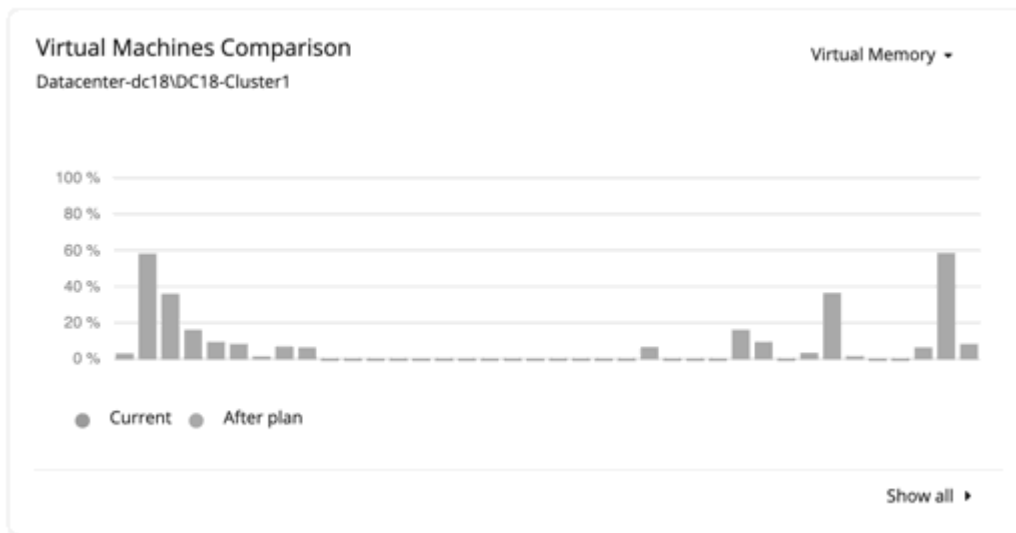 Virtual Machines Comparison
Virtual Memory
Datacenter-dc18\DC18-Cluster1
100 %
80 %
60 %
40 %
20 %
0 %
Current After plan
Show all